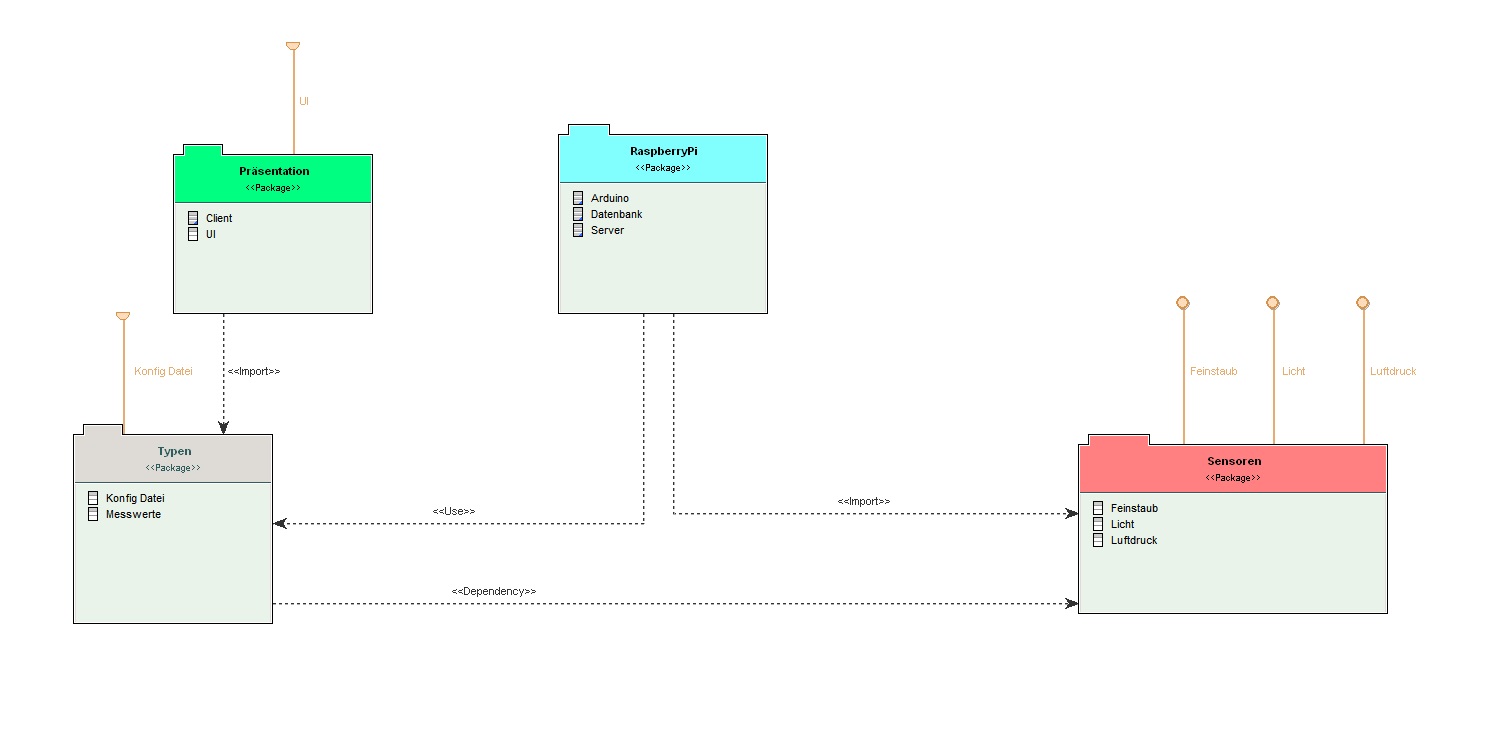 UI
Präsentation
<<Package>>
Client
UI
RaspberryPi
<<Package>>
Arduino
Datenbank
Server
Konfig Datei
<<Import>>
Feinstaub
Licht
Luftdruck
Typen
<<Package>>
Konfig Datei
Messwerte
<<Use>>
<<Import>>
Sensoren
<<Package>>
Feinstaub
Licht
Luftdruck
<<Dependency>>